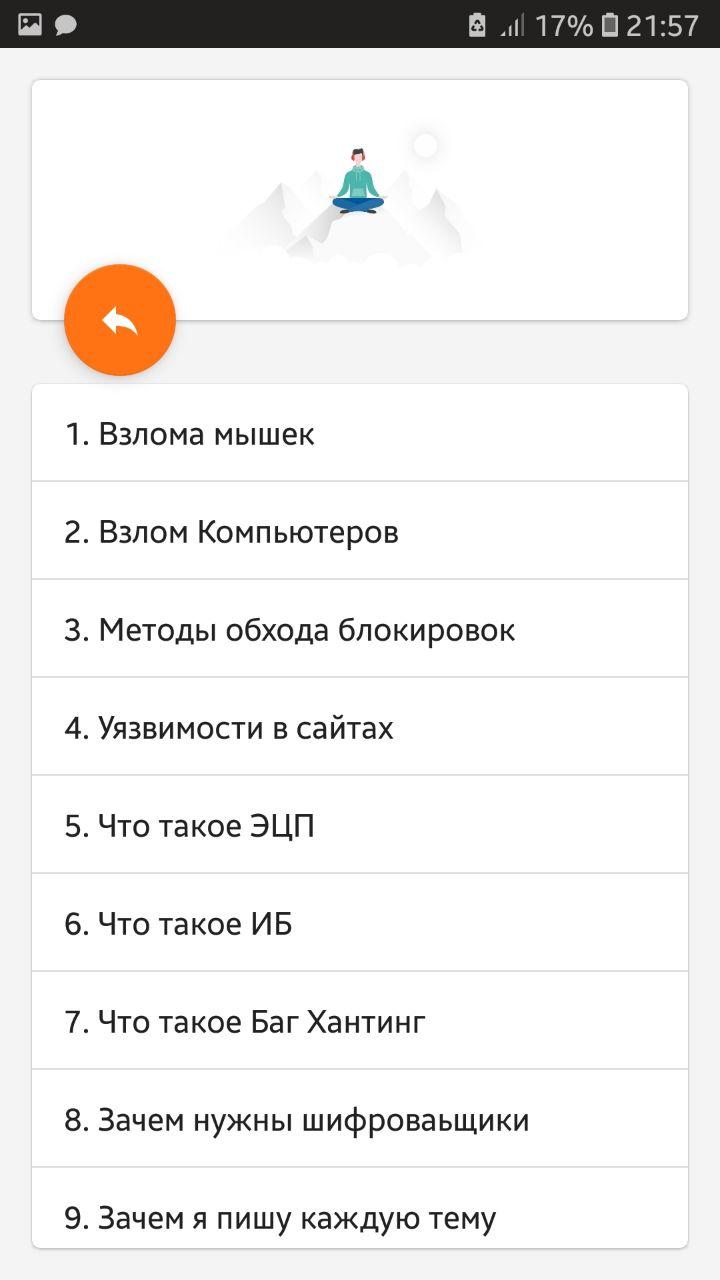 17% 21:57
1. Взлома мышек
2. Взлом Компьютеров
3. Методы обхода блокировок
4. Уязвимости в сайтах
5. Что такое ЭЦП
6. Что такое ИБ
7. Что такое Баг Хантинг
8. Зачем нужны шифроваьщики
9. Зачем я пишу каждую тему